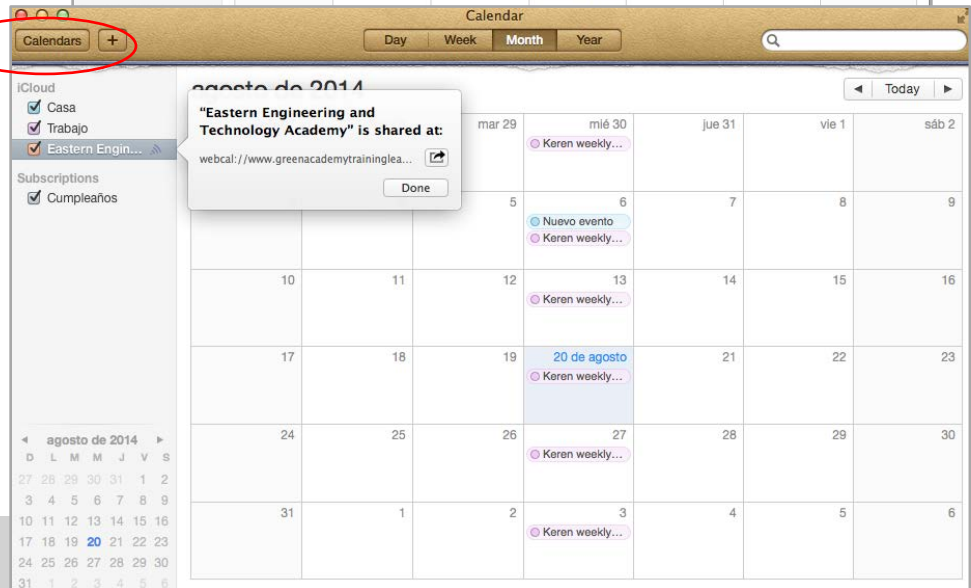 Calendar
Calendars + Day Week Month Year
iCloud
Casa
Trabajo
Eastern Engin...
Subscriptions
Cumpleaños
agosto de 2014
Today
"Eastern Engineering and
Technology Academy" is shared at:
webcal://www.greenacademytraininglea...
Done
mar 29 mié 30 jue 31 vie 1 sáb 2
Keren weekly...
5 6 7 8 9
Nuevo evento
Keren weekly...
10 11 12 13 14 15 16
Keren weekly...
17 18 19 20 de agosto 21 22 23
Keren weekly...
24 25 26 27 28 29 30
Keren weekly...
31 1 2 3 4 5 6
Keren weekly...
agosto de 2014
D L M M J V S
27 28 29 30 31 1 2
3 4 5 6 7 8 9
10 11 12 13 14 15 16
17 18 19 20 21 22 23
24 25 26 27 28 29 30
31 1 2 3 4 5 6